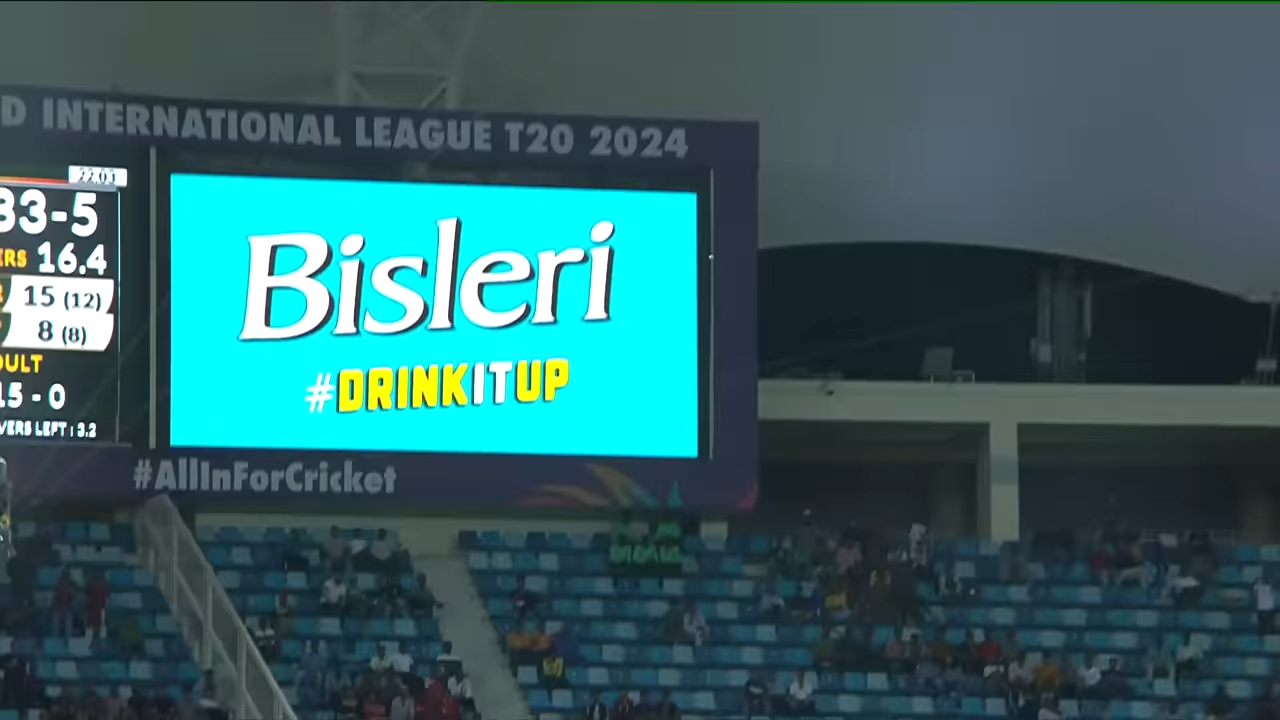 D INTERNATIONAL LEAGUE T20 2024
22:03
33-5
ERS 16.4
15 (12)
8 (8)
OULT
15 - 0
VERS LEFT : 3.2
Bisleri
#DRINKITUP
#AllInForCricket